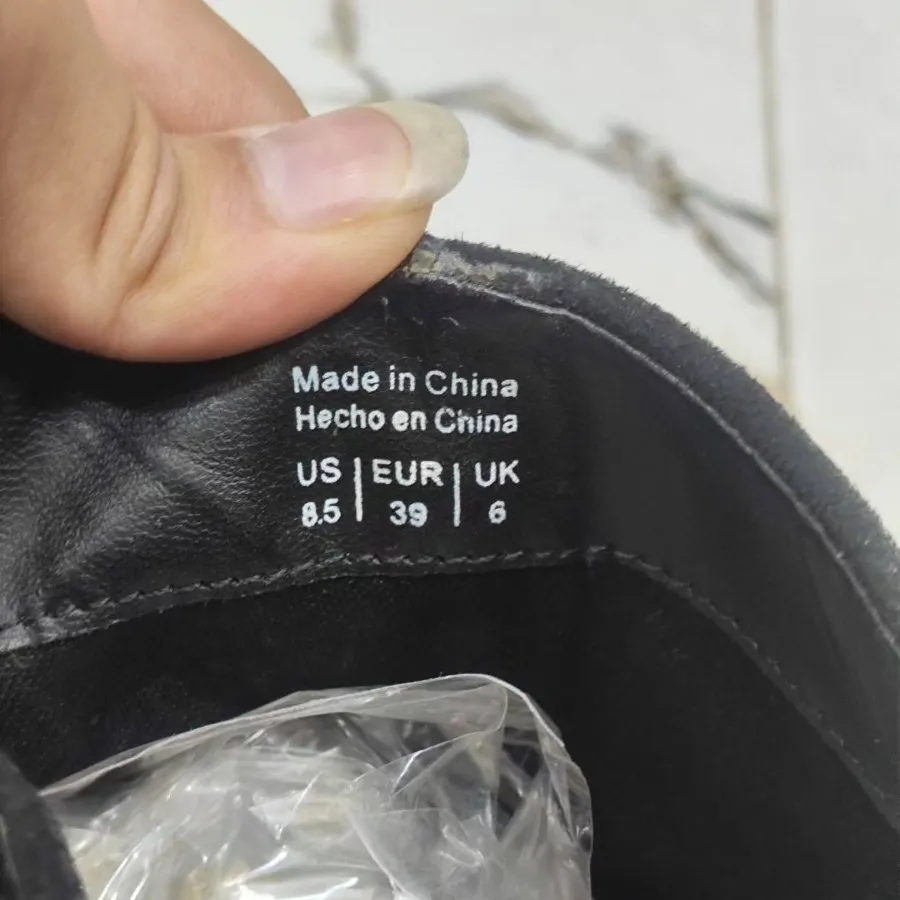 Made in China
Hecho en China
US | EUR | UK
8.5 | 39 | 6